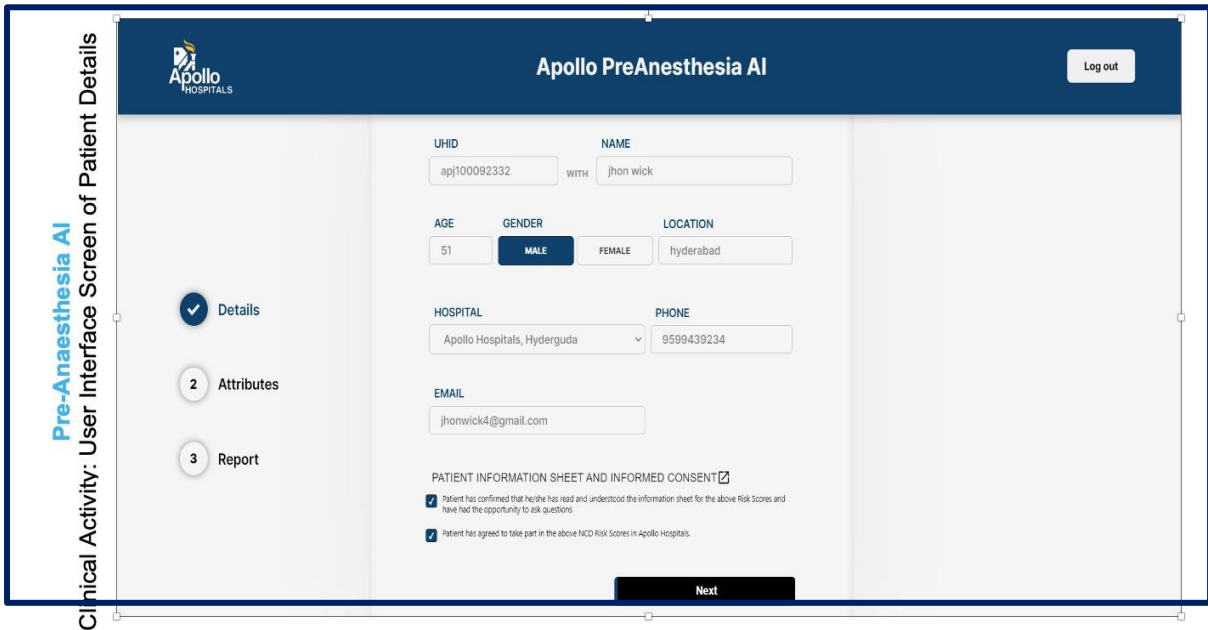 Pre-Anaesthesia AI
Clinical Activity: User Interface Screen of Patient Details
Apollo
HOSPITALS
Apollo PreAnesthesia AI
Log out
UHID
NAME
apj100092332
WITH
jhon wick
AGE
GENDER
LOCATION
51
MALE
FEMALE
hyderabad
Details
HOSPITAL
PHONE
Apollo Hospitals, Hyderguda
9599439234
2 Attributes
EMAIL
jhonwick4@gmail.com
3 Report
PATIENT INFORMATION SHEET AND INFORMED CONSENT
Patient has confirmed that he/she has read and understood the information sheet for the above Risk Scores and
have had the opportunity to ask questions
Patient has agreed to take part in the above NCD Risk Scores in Apollo Hospitals.
Next